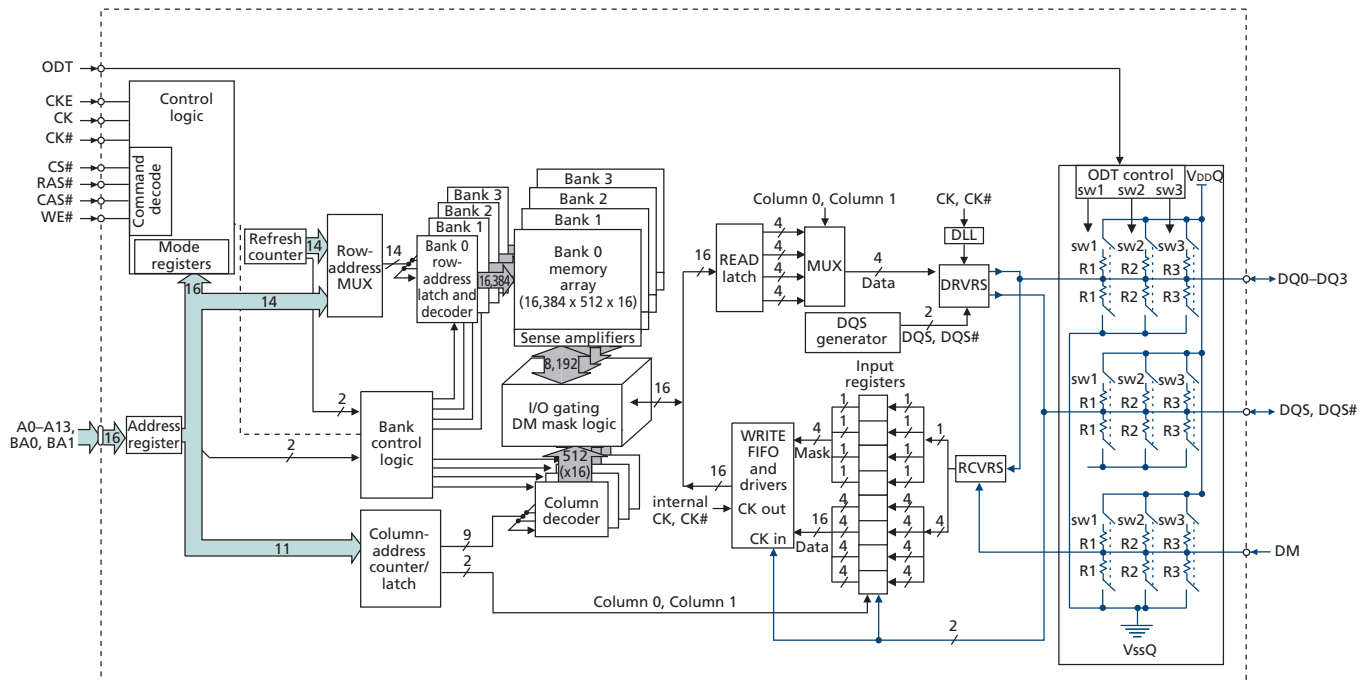 ODT
CKE
CK
CK#
CS#
RAS#
CAS#
WE#
Control
logic
Command
decode
Mode
registers
16
Refresh
counter
14
14
Row-
address
MUX
14
Bank 3
Bank 2
Bank 1
Bank 0
row-
address
latch and
decoder
16,384
Bank 3
Bank 2
Bank 1
Bank 0
memory
array
(16,384 x 512 x 16)
Sense amplifiers
8,192
I/O gating
DM mask logic
16
A0–A13,
BA0, BA1
16
Address
register
2
2
Bank
control
logic
512
(x16)
Column
decoder
11
Column-
address
counter/
latch
9
2
Column 0, Column 1
16
READ
latch
4
4
4
4
Column 0, Column 1
MUX
4
Data
CK, CK#
DLL
DRVRS
DQS
generator
2
DQS, DQS#
Input
registers
1
1
1
1
4
4
4
4
1
1
1
1
4
4
4
4
1
4
4
Mask
16
Data
WRITE
FIFO
and
drivers
CK out
CK in
16
internal
CK, CK#
RCVRS
2
ODT control
sw1 sw2 sw3
VDDQ
sw1 sw2 sw3
R1 R2 R3
R1 R2 R3
sw1 sw2 sw3
R1 R2 R3
R1 R2 R3
sw1 sw2 sw3
R1 R2 R3
R1 R2 R3
VssQ
DQ0–DQ3
DQS, DQS#
DM